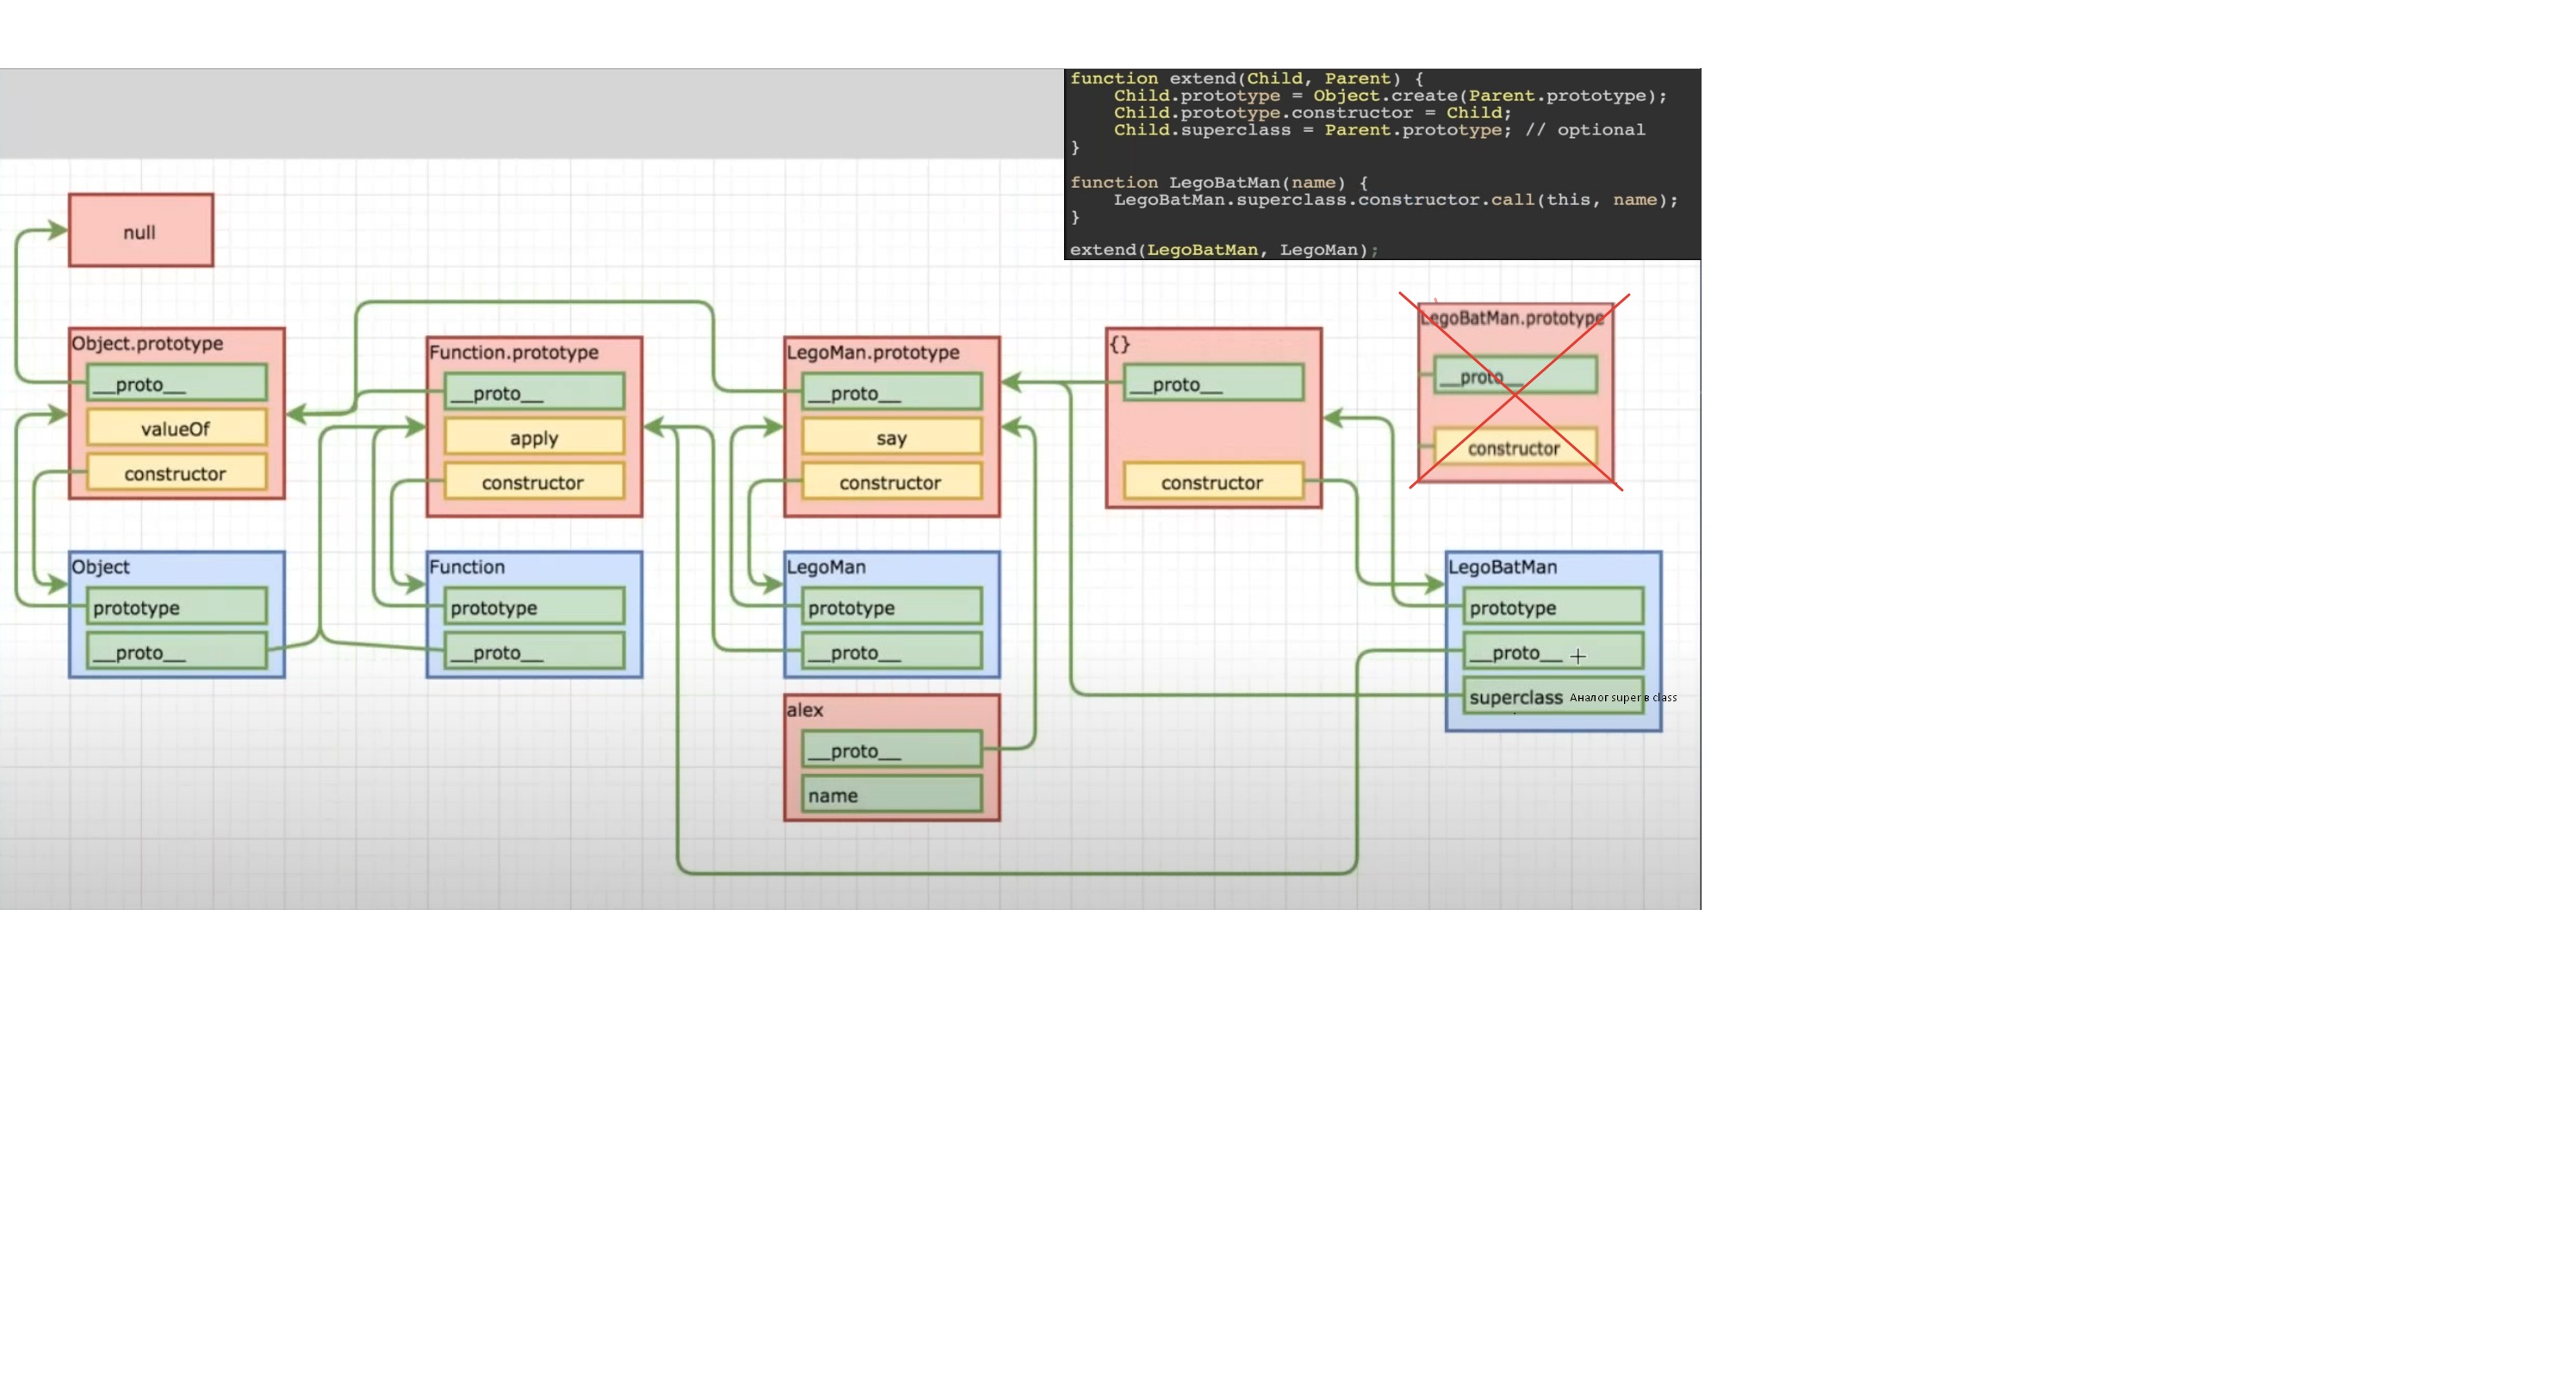 function extend(Child, Parent) {
    Child.prototype = Object.create(Parent.prototype);
    Child.prototype.constructor = Child;
    Child.superclass = Parent.prototype; // optional
}
function LegoBatMan(name) {
    LegoBatMan.superclass.constructor.call(this, name);
}
extend(LegoBatMan, LegoMan);
null
Object.prototype
__proto__
valueOf
constructor
Function.prototype
__proto__
apply
constructor
LegoMan.prototype
__proto__
say
constructor
{}
__proto__
constructor
LegoBatMan.prototype
__proto__
constructor
Object
prototype
__proto__
Function
prototype
__proto__
LegoMan
prototype
__proto__
LegoBatMan
prototype
__proto__
superclass Аналог super в class
alex
__proto__
name